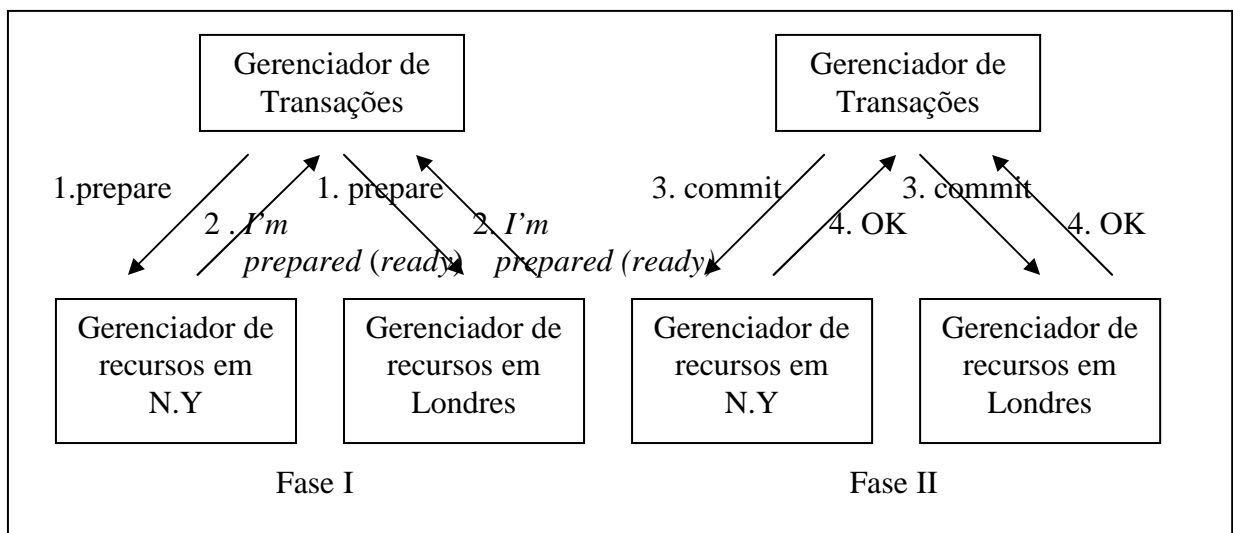 Gerenciador de
Transações
Gerenciador de
Transações
1.prepare
1. prepare
3. commit
3. commit
2 . I'm
prepared (ready)
2. I'm
prepared (ready)
4. OK
4. OK
Gerenciador de
recursos em
N.Y
Gerenciador de
recursos em
Londres
Gerenciador de
recursos em
N.Y
Gerenciador de
recursos em
Londres
Fase I
Fase II